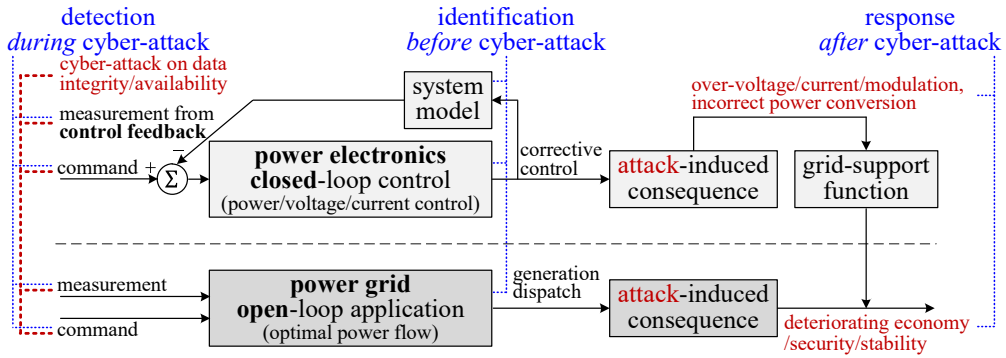 detection
during cyber-attack
identification
before cyber-attack
response
after cyber-attack
cyber-attack on data
integrity/availability
measurement from
control feedback
command
+
−
Σ
system
model
power electronics
closed-loop control
(power/voltage/current control)
corrective
control
attack-induced
consequence
over-voltage/current/modulation,
incorrect power conversion
grid-support
function
measurement
command
power grid
open-loop application
(optimal power flow)
generation
dispatch
attack-induced
consequence
deteriorating economy
/security/stability